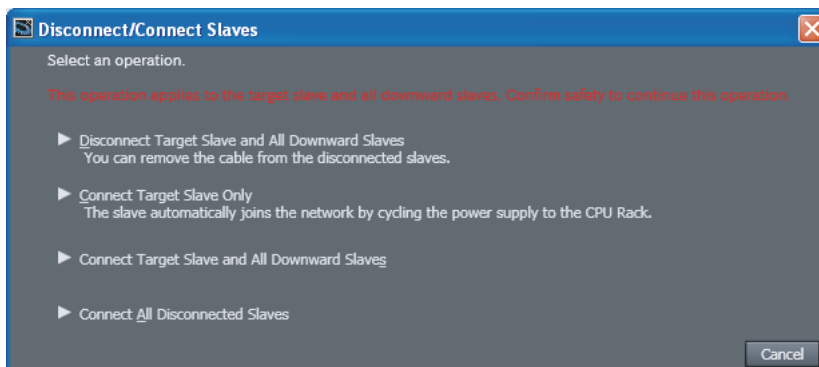 Disconnect/Connect Slaves
Select an operation.
This operation applies to the target slave and all downward slaves. Confirm safety to continue this operation.
Disconnect Target Slave and All Downward Slaves
You can remove the cable from the disconnected slaves.
Connect Target Slave Only
The slave automatically joins the network by cycling the power supply to the CPU Rack.
Connect Target Slave and All Downward Slaves
Connect All Disconnected Slaves
Cancel